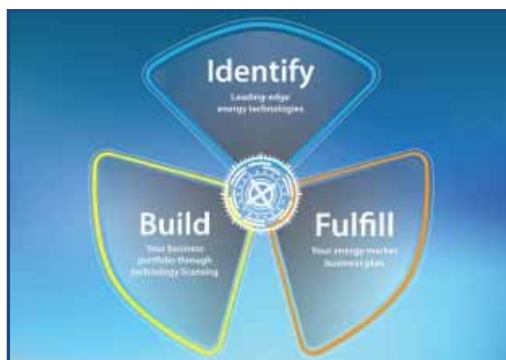 Identify
Leading-edge
energy technologies
Build
Your business
portfolio through
technology licensing
Fulfill
Your energy market
business plan